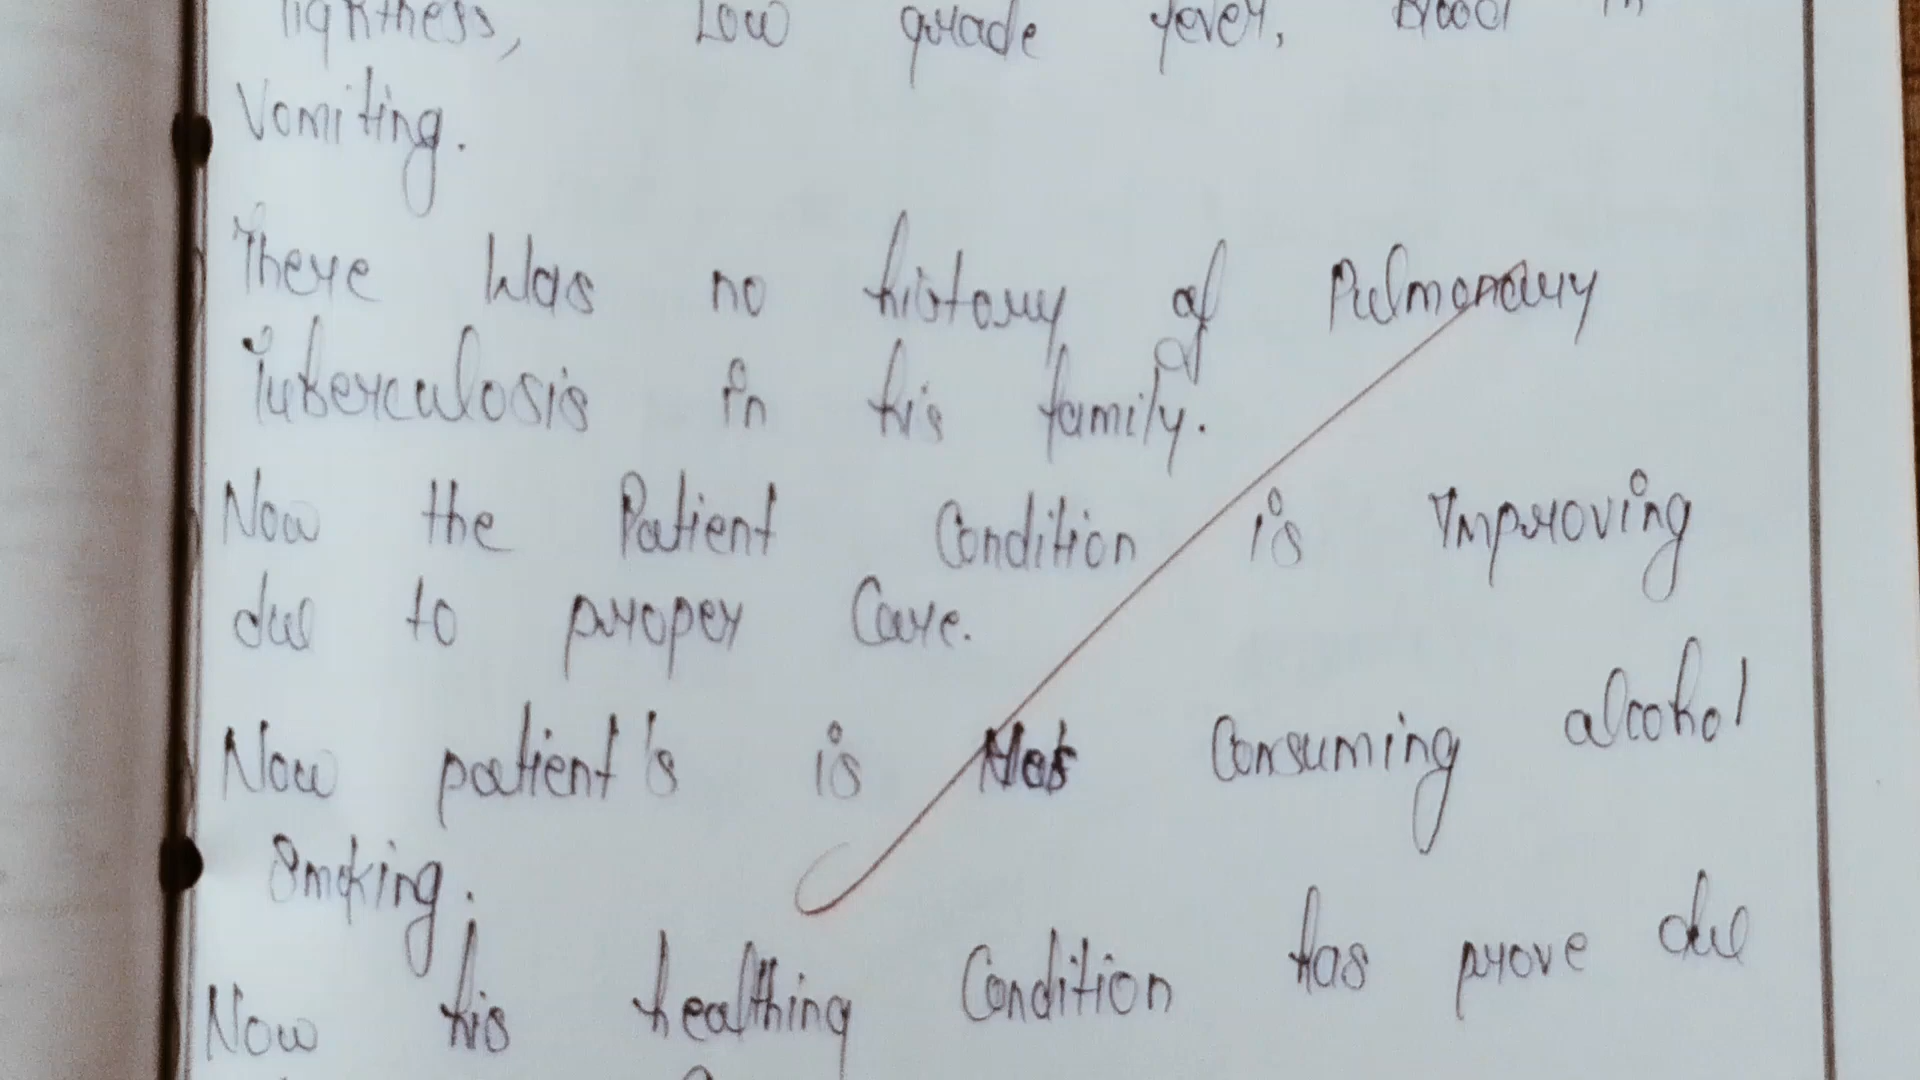 tightness, Low grade fever, Blood in
Vomiting.
There Was no history of Pulmonary
Tuberculosis in his family.
Now the Patient Condition is Improving
due to proper Care.
Now patient's is Consuming alcohol
Smoking.
Now his healthing Condition has prove due